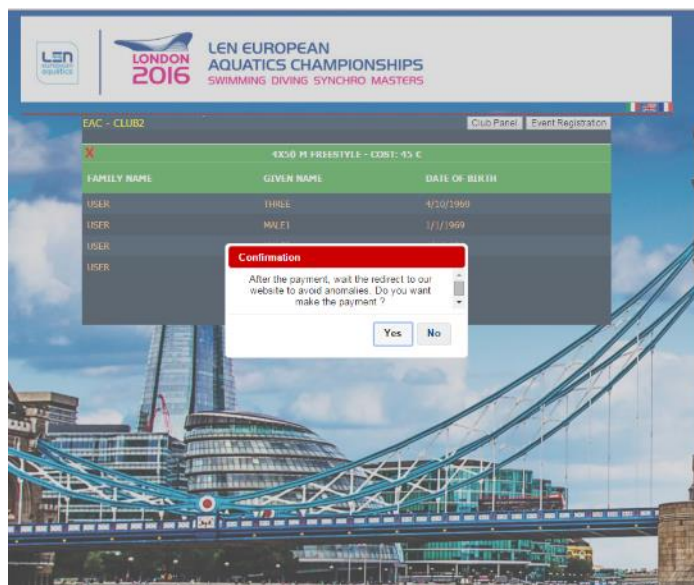 LEN
european
aquatics
LONDON
2016
LEN EUROPEAN
AQUATICS CHAMPIONSHIPS
SWIMMING DIVING SYNCHRO MASTERS
EAC - CLUB2
Club Panel Event Registration
X 4X50 M FREESTYLE - COST: 45 €
FAMILY NAME GIVEN NAME DATE OF BIRTH
USER THREE 4/10/1960
USER MALE1 1/1/1969
USER
USER
Confirmation
After the payment, wait the redirect to our
website to avoid anomalies. Do you want
make the payment ?
Yes No